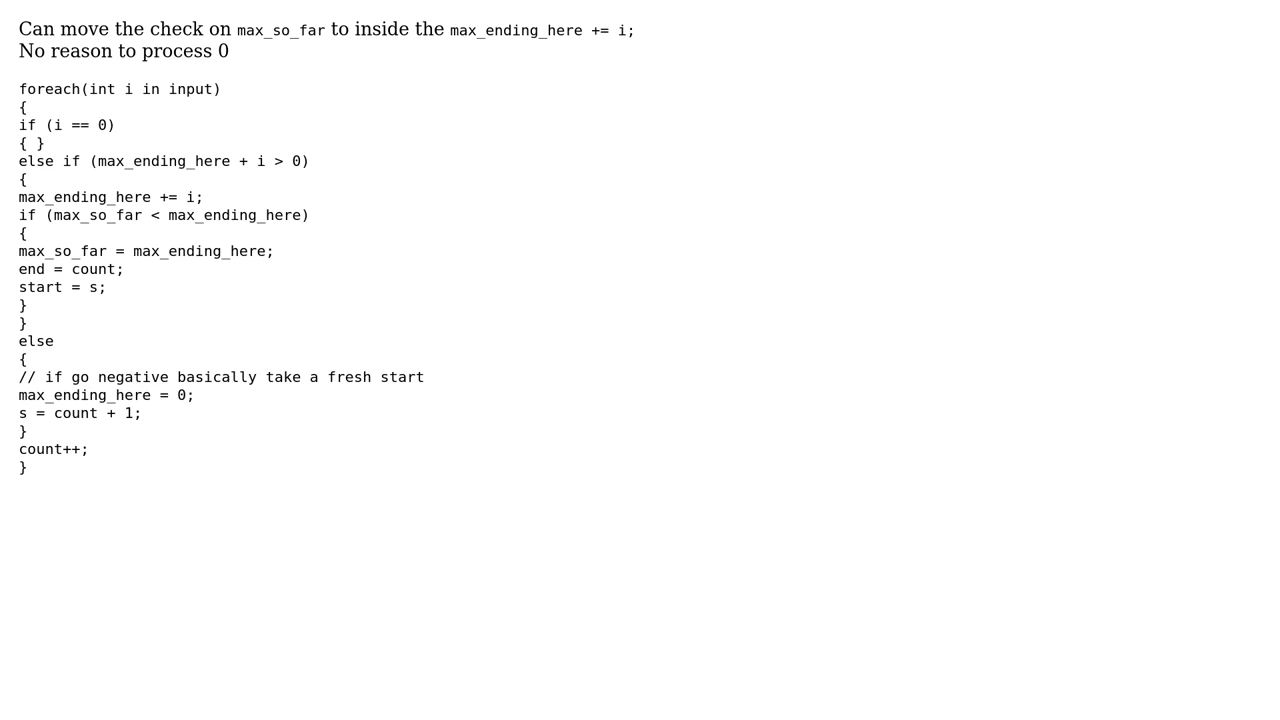 Can move the check on max_so_far to inside the max_ending_here += i;
No reason to process 0
foreach(int i in input)
{
if (i == 0)
{ }
else if (max_ending_here + i > 0)
{
max_ending_here += i;
if (max_so_far < max_ending_here)
{
max_so_far = max_ending_here;
end = count;
start = s;
}
}
else
{
// if go negative basically take a fresh start
max_ending_here = 0;
s = count + 1;
}
count++;
}